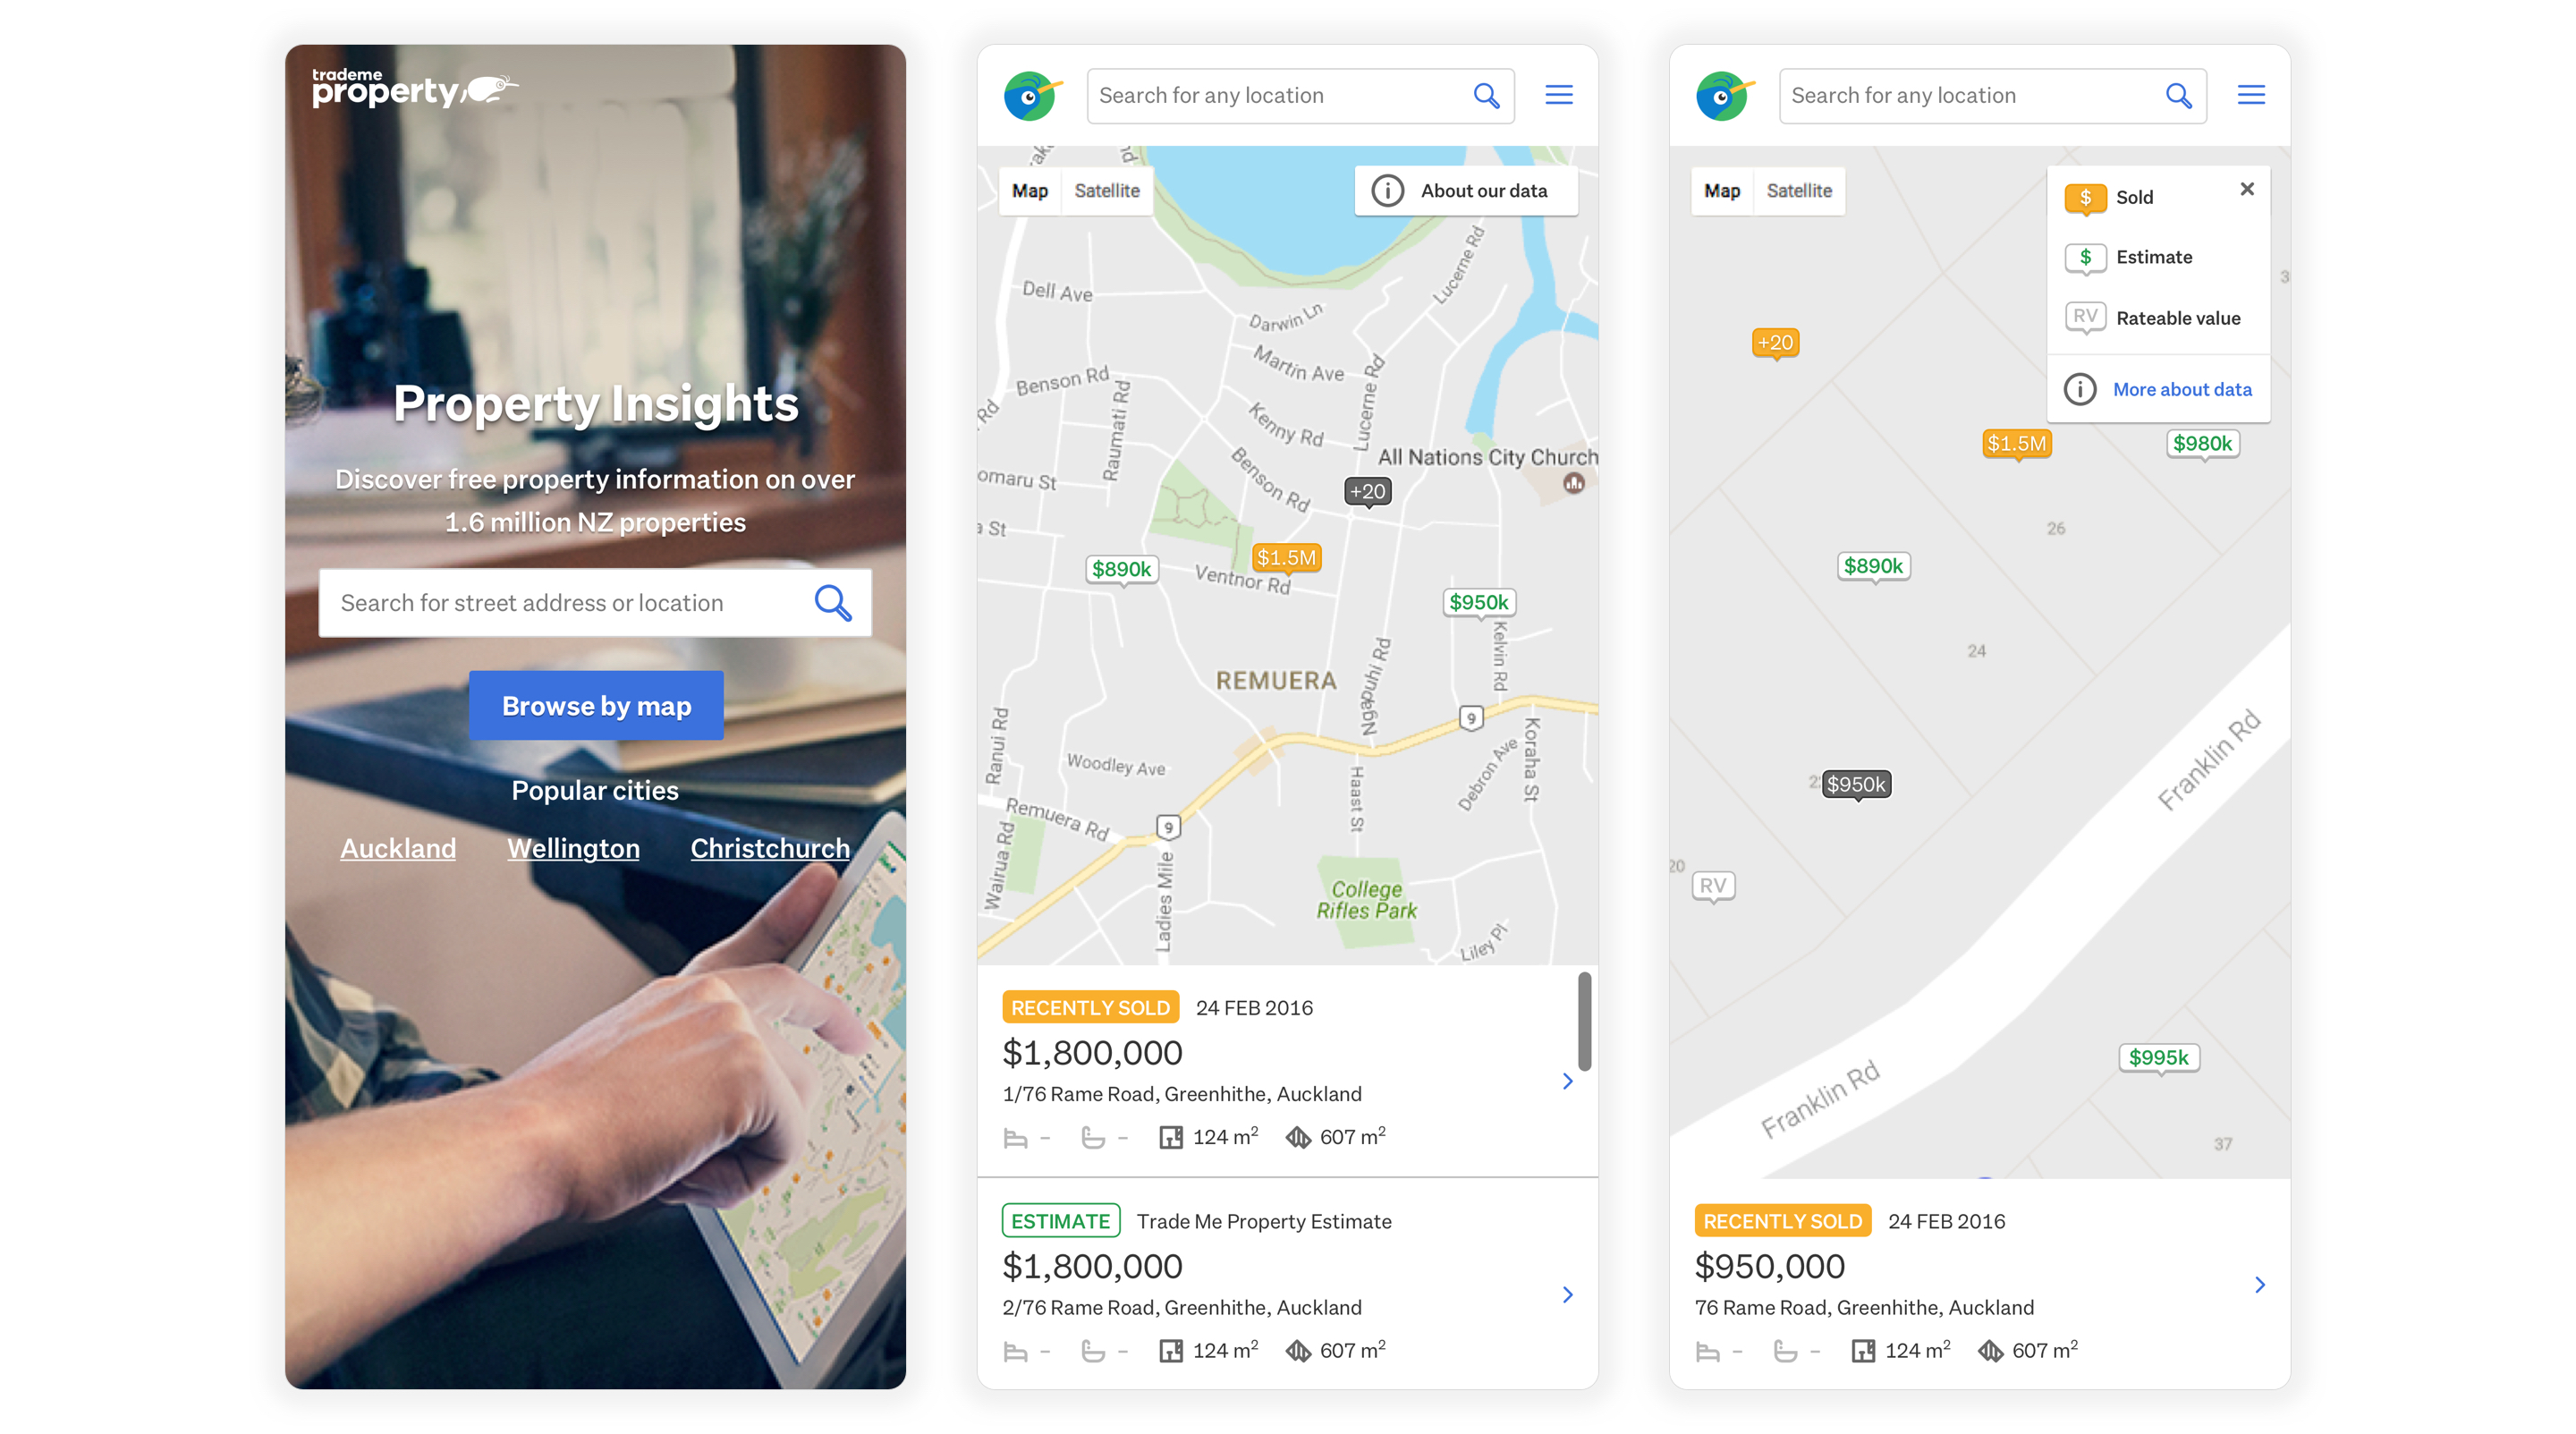 trademe
property
Property Insights
Discover free property information on over
1.6 million NZ properties
Search for street address or location
Browse by map
Popular cities
Auckland
Wellington
Christchurch
Search for any location
Map
Satellite
About our data
Dell Ave
Darwin Ln
Lucerne Rd
Martin Ave
Benson Rd
Raumati Rd
Rd
Kenny Rd
Lucerne Rd
All Nations City Church
omaru St
Benson Rd
+20
St
$890k
$1.5M
Ventnor Rd
$950k
Kelvin Rd
REMUERA
Ngapuhi Rd
9
Ranui Rd
Woodley Ave
Haast St
Debron Ave
Koraha St
Remuera Rd
9
Wairua Rd
Ladies Mile
College
Rifles Park
Liley Pl
RECENTLY SOLD 24 FEB 2016
$1,800,000
1/76 Rame Road, Greenhithe, Auckland
– – 124 m² 607 m²
ESTIMATE Trade Me Property Estimate
$1,800,000
2/76 Rame Road, Greenhithe, Auckland
– – 124 m² 607 m²
Search for any location
Map
Satellite
$ Sold
$ Estimate
RV Rateable value
More about data
3
+20
$1.5M
$980k
26
$890k
24
Franklin Rd
$950k
20
RV
$995k
Franklin Rd
37
RECENTLY SOLD 24 FEB 2016
$950,000
76 Rame Road, Greenhithe, Auckland
– – 124 m² 607 m²